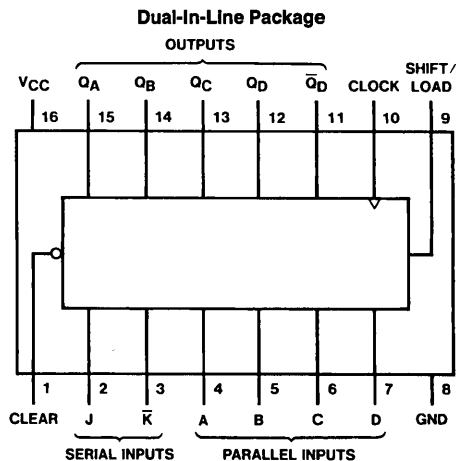 Dual-In-Line Package
OUTPUTS
VCC QA QB QC QD Q̅D CLOCK SHIFT/
LOAD
16 15 14 13 12 11 10 9
1 2 3 4 5 6 7 8
CLEAR J K̅ A B C D GND
SERIAL INPUTS PARALLEL INPUTS